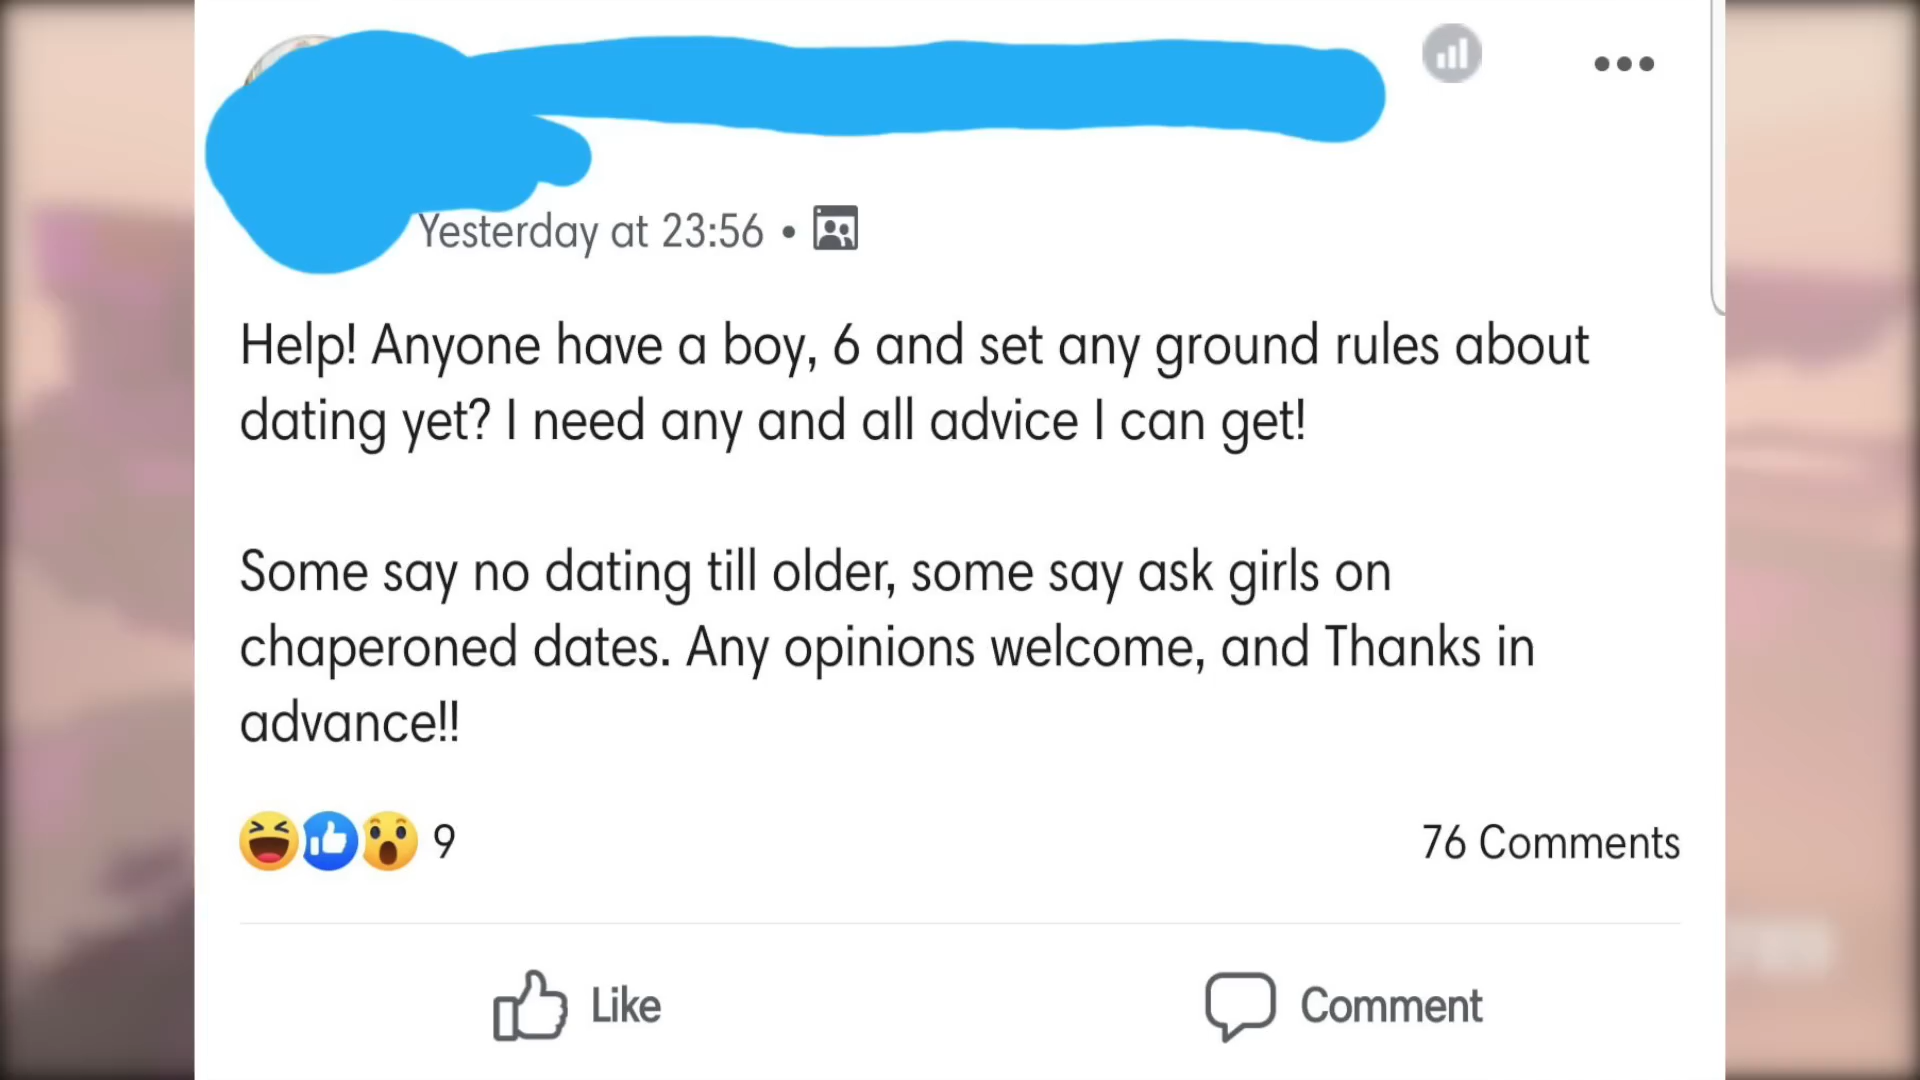 Yesterday at 23:56 •
Help! Anyone have a boy, 6 and set any ground rules about
dating yet? I need any and all advice I can get!
Some say no dating till older, some say ask girls on
chaperoned dates. Any opinions welcome, and Thanks in
advance!!
9
76 Comments
Like
Comment